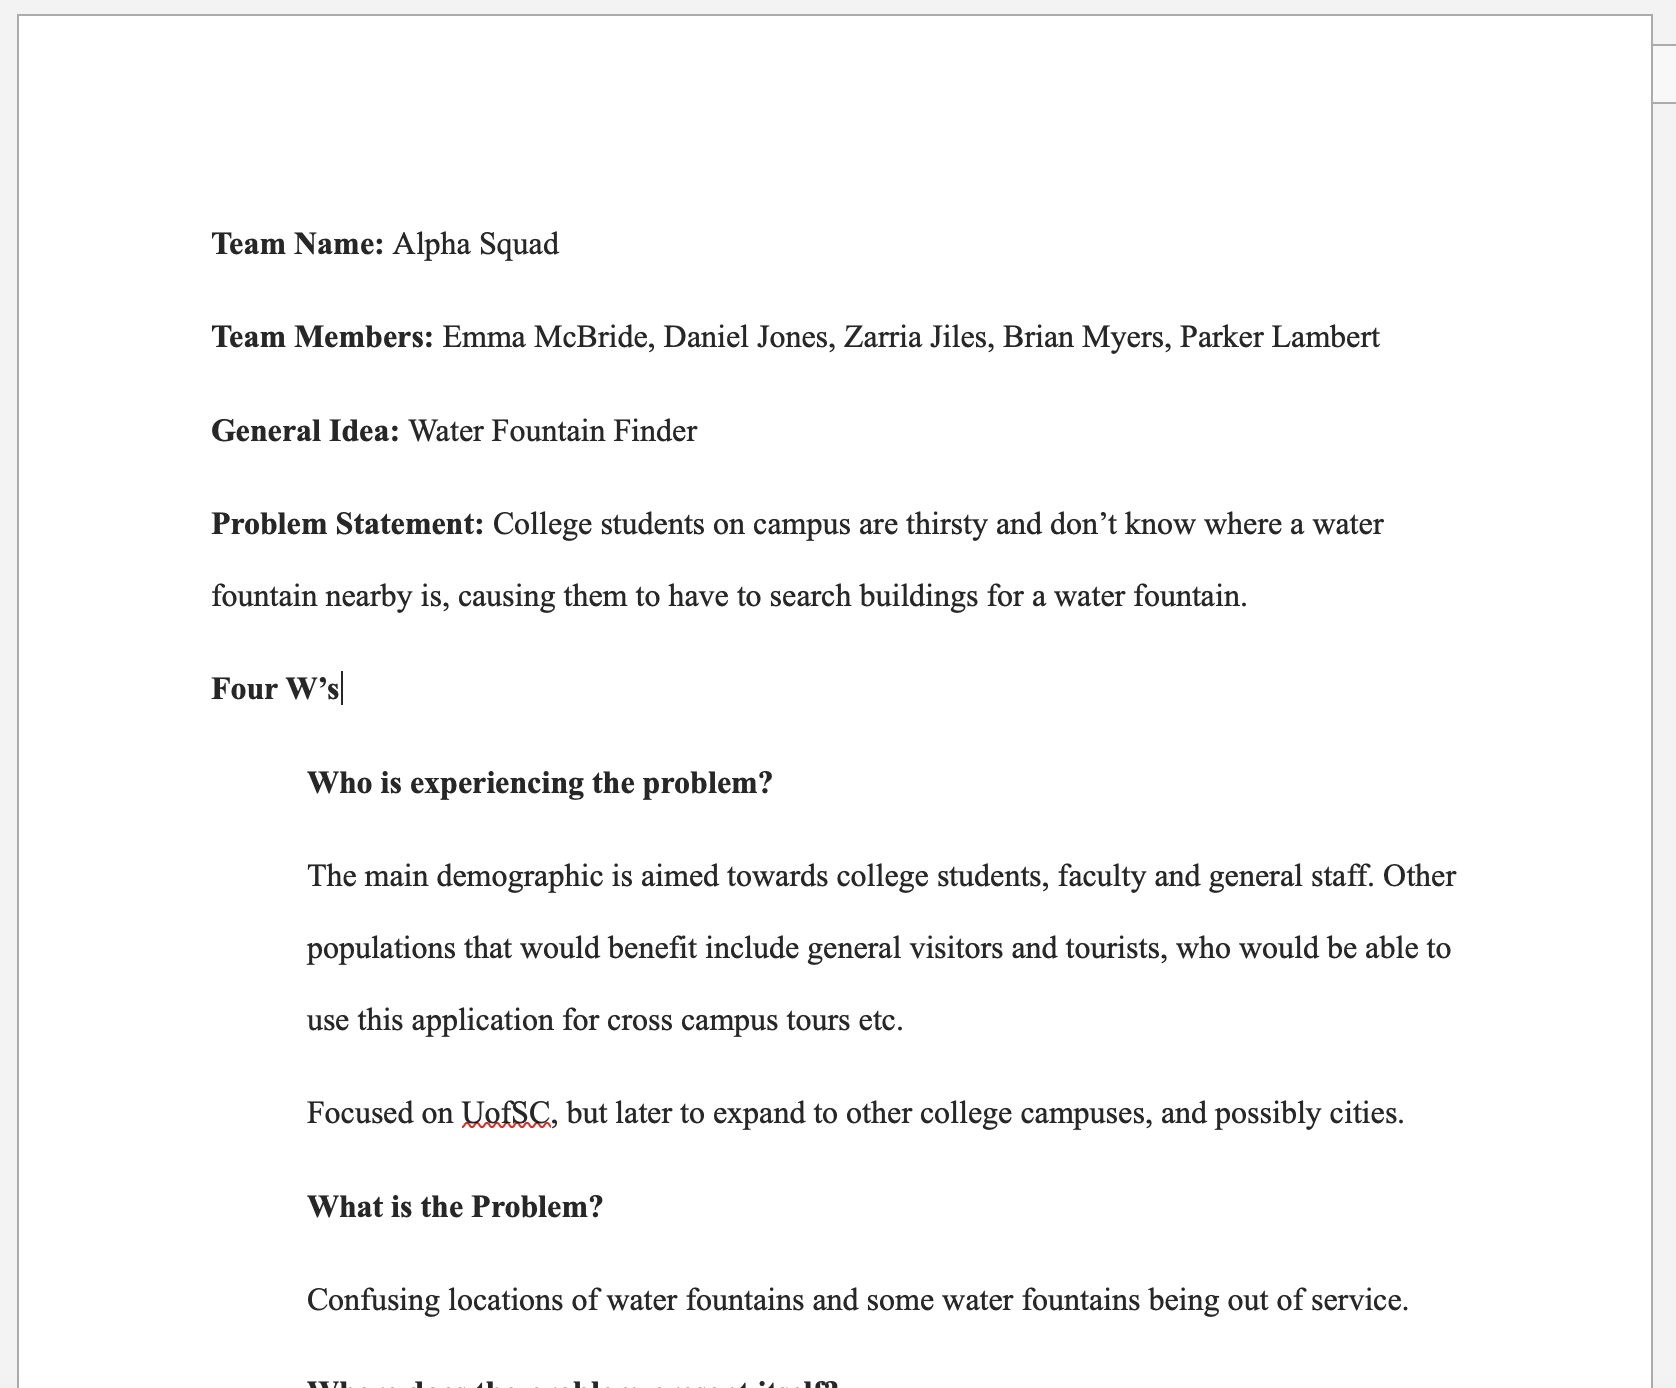 Team Name: Alpha Squad
Team Members: Emma McBride, Daniel Jones, Zarria Jiles, Brian Myers, Parker Lambert
General Idea: Water Fountain Finder
Problem Statement: College students on campus are thirsty and don’t know where a water
fountain nearby is, causing them to have to search buildings for a water fountain.
Four W’s
Who is experiencing the problem?
The main demographic is aimed towards college students, faculty and general staff. Other
populations that would benefit include general visitors and tourists, who would be able to
use this application for cross campus tours etc.
Focused on UofSC, but later to expand to other college campuses, and possibly cities.
What is the Problem?
Confusing locations of water fountains and some water fountains being out of service.
Where does the problem present itself?